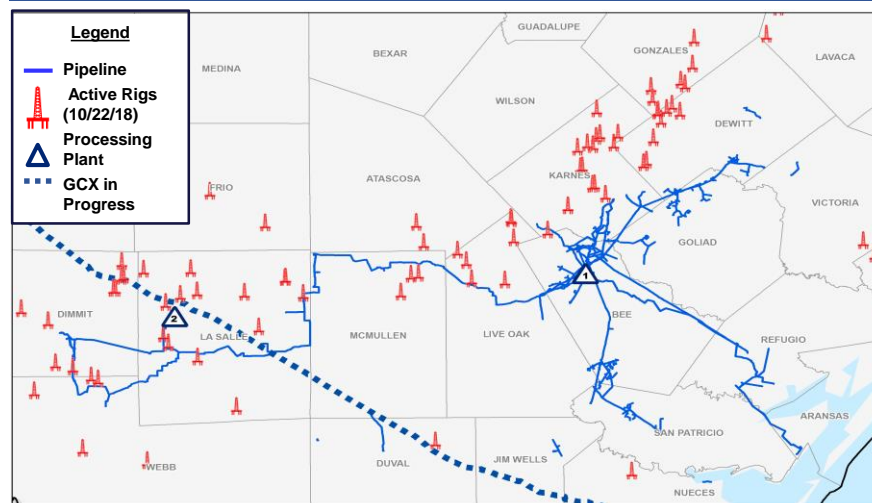 Legend
Pipeline
Active Rigs
(10/22/18)
Processing
Plant
GCX in
Progress
GUADALUPE
BEXAR
GONZALES
LAVACA
MEDINA
WILSON
DEWITT
ATASCOSA
KARNES
FRIO
VICTORIA
GOLIAD
1
2
DIMMIT
LA SALLE
MCMULLEN
LIVE OAK
BEE
REFUGIO
ARANSAS
SAN PATRICIO
WEBB
DUVAL
JIM WELLS
NUECES